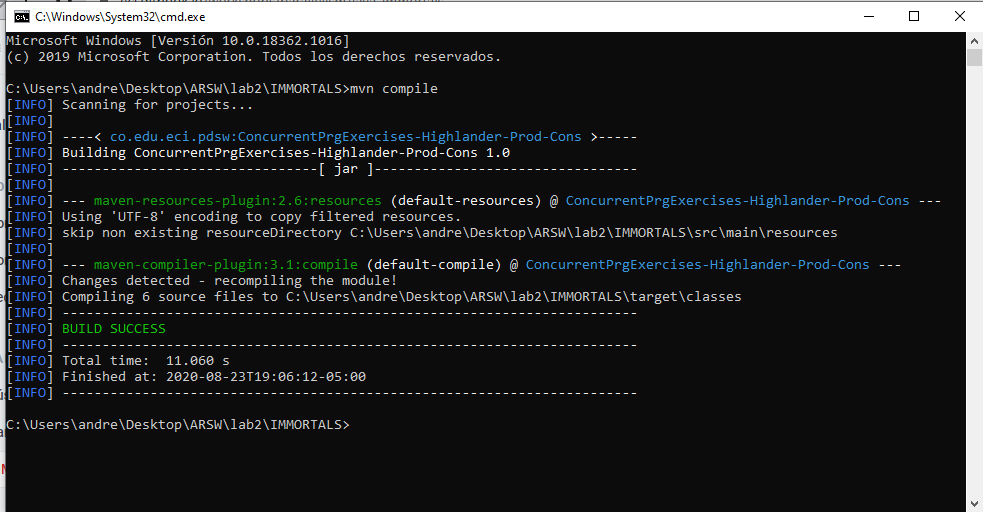 C:\Windows\System32\cmd.exe
Microsoft Windows [Versión 10.0.18362.1016]
(c) 2019 Microsoft Corporation. Todos los derechos reservados.
C:\Users\andre\Desktop\ARSW\lab2\IMMORTALS>mvn compile
[INFO] Scanning for projects...
[INFO]
[INFO] ----< co.edu.eci.pdsw:ConcurrentPrgExercises-Highlander-Prod-Cons >-----
[INFO] Building ConcurrentPrgExercises-Highlander-Prod-Cons 1.0
[INFO] --------------------------------[ jar ]---------------------------------
[INFO]
[INFO] --- maven-resources-plugin:2.6:resources (default-resources) @ ConcurrentPrgExercises-Highlander-Prod-Cons ---
[INFO] Using 'UTF-8' encoding to copy filtered resources.
[INFO] skip non existing resourceDirectory C:\Users\andre\Desktop\ARSW\lab2\IMMORTALS\src\main\resources
[INFO]
[INFO] --- maven-compiler-plugin:3.1:compile (default-compile) @ ConcurrentPrgExercises-Highlander-Prod-Cons ---
[INFO] Changes detected - recompiling the module!
[INFO] Compiling 6 source files to C:\Users\andre\Desktop\ARSW\lab2\IMMORTALS\target\classes
[INFO] ------------------------------------------------------------------------
[INFO] BUILD SUCCESS
[INFO] ------------------------------------------------------------------------
[INFO] Total time:  11.060 s
[INFO] Finished at: 2020-08-23T19:06:12-05:00
[INFO] ------------------------------------------------------------------------
C:\Users\andre\Desktop\ARSW\lab2\IMMORTALS>